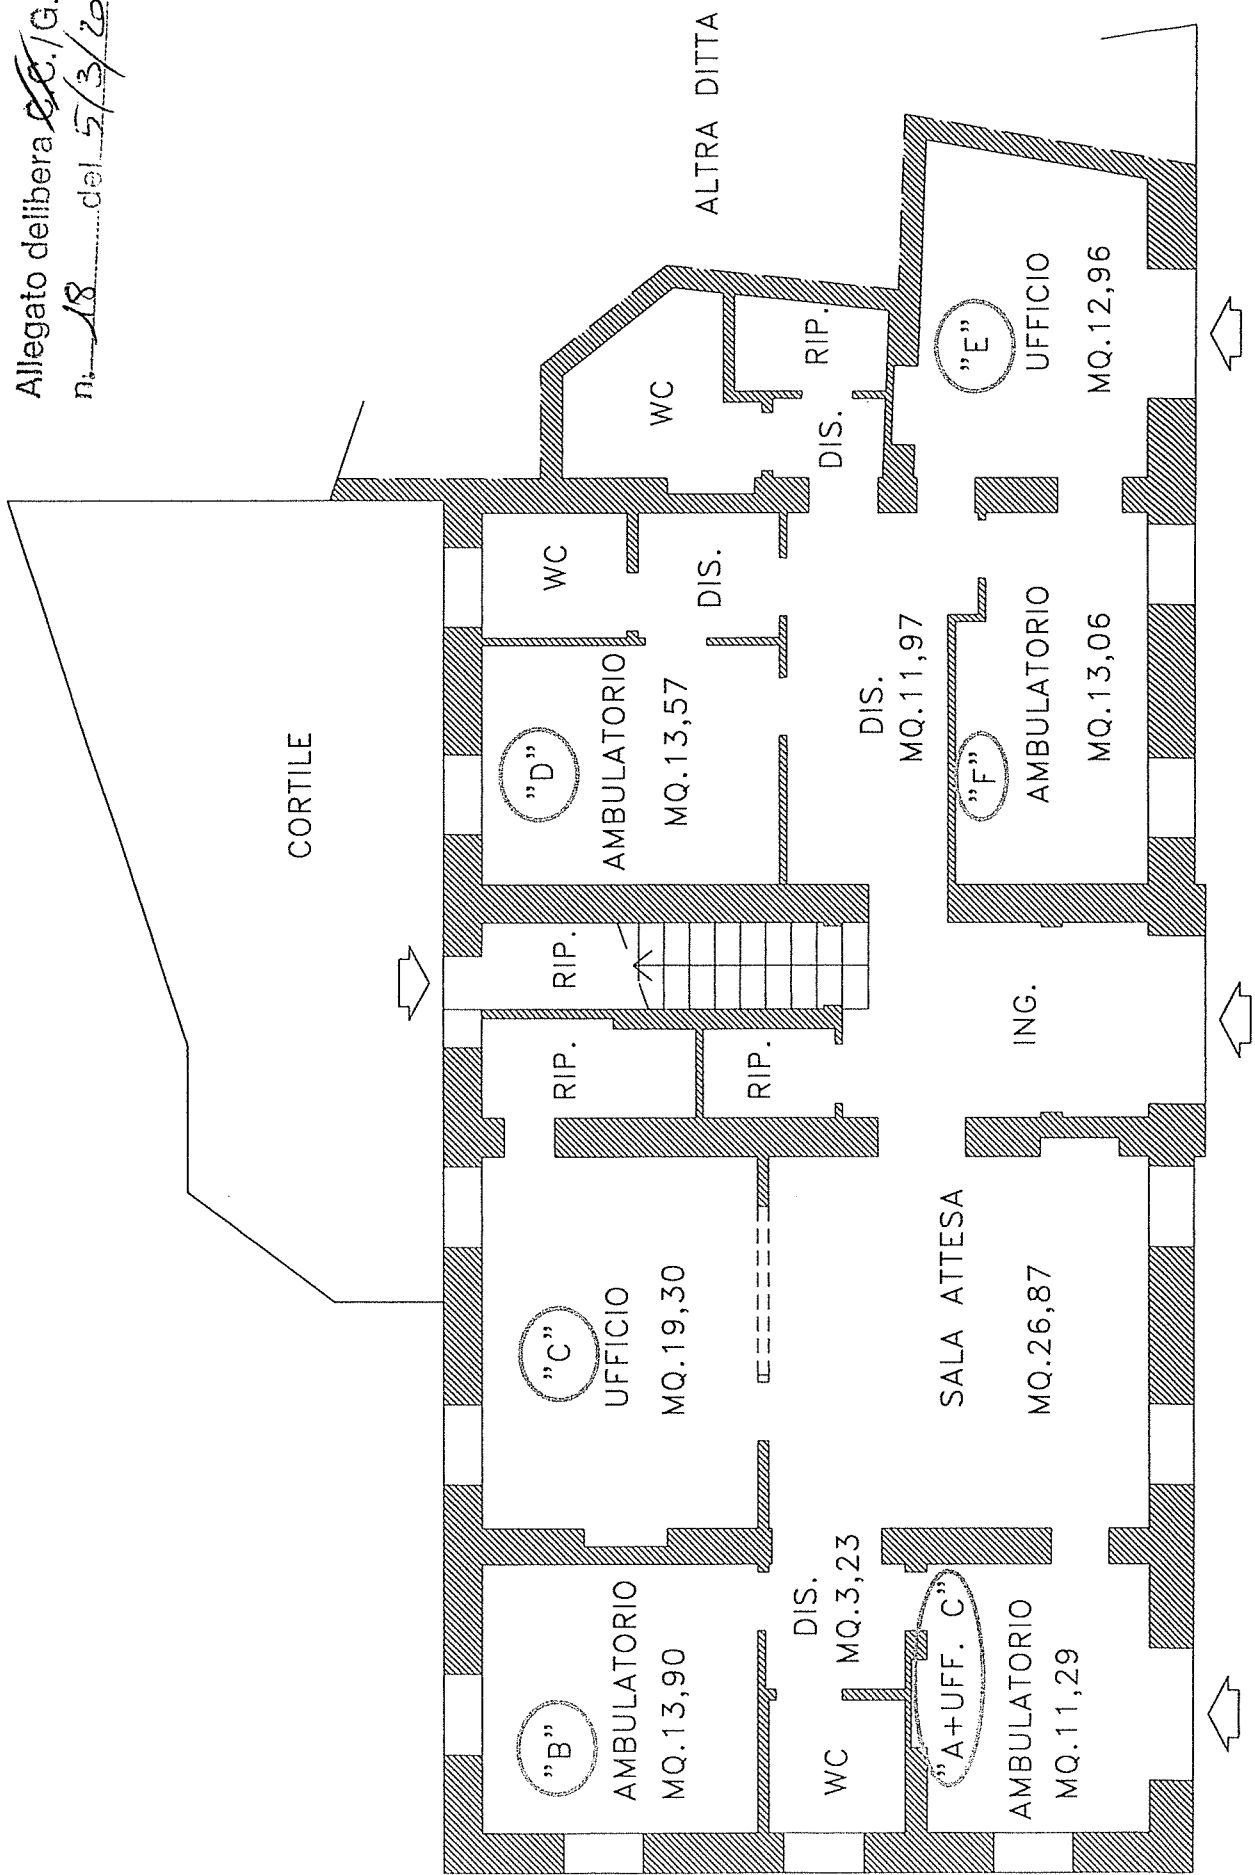 Allegato delibera C.C./G.
n. 18 del 5/3/20
ALTRA DITTA
CORTILE
"B"
AMBULATORIO
MQ.13,90
"C"
UFFICIO
MQ.19,30
RIP.
RIP.
RIP.
"D"
AMBULATORIO
MQ.13,57
WC
DIS.
WC
RIP.
DIS.
WC
DIS.
MQ.3,23
"A+UFF. C"
AMBULATORIO
MQ.11,29
SALA ATTESA
MQ.26,87
ING.
DIS.
MQ.11,97
"F"
AMBULATORIO
MQ.13,06
"E"
UFFICIO
MQ.12,96